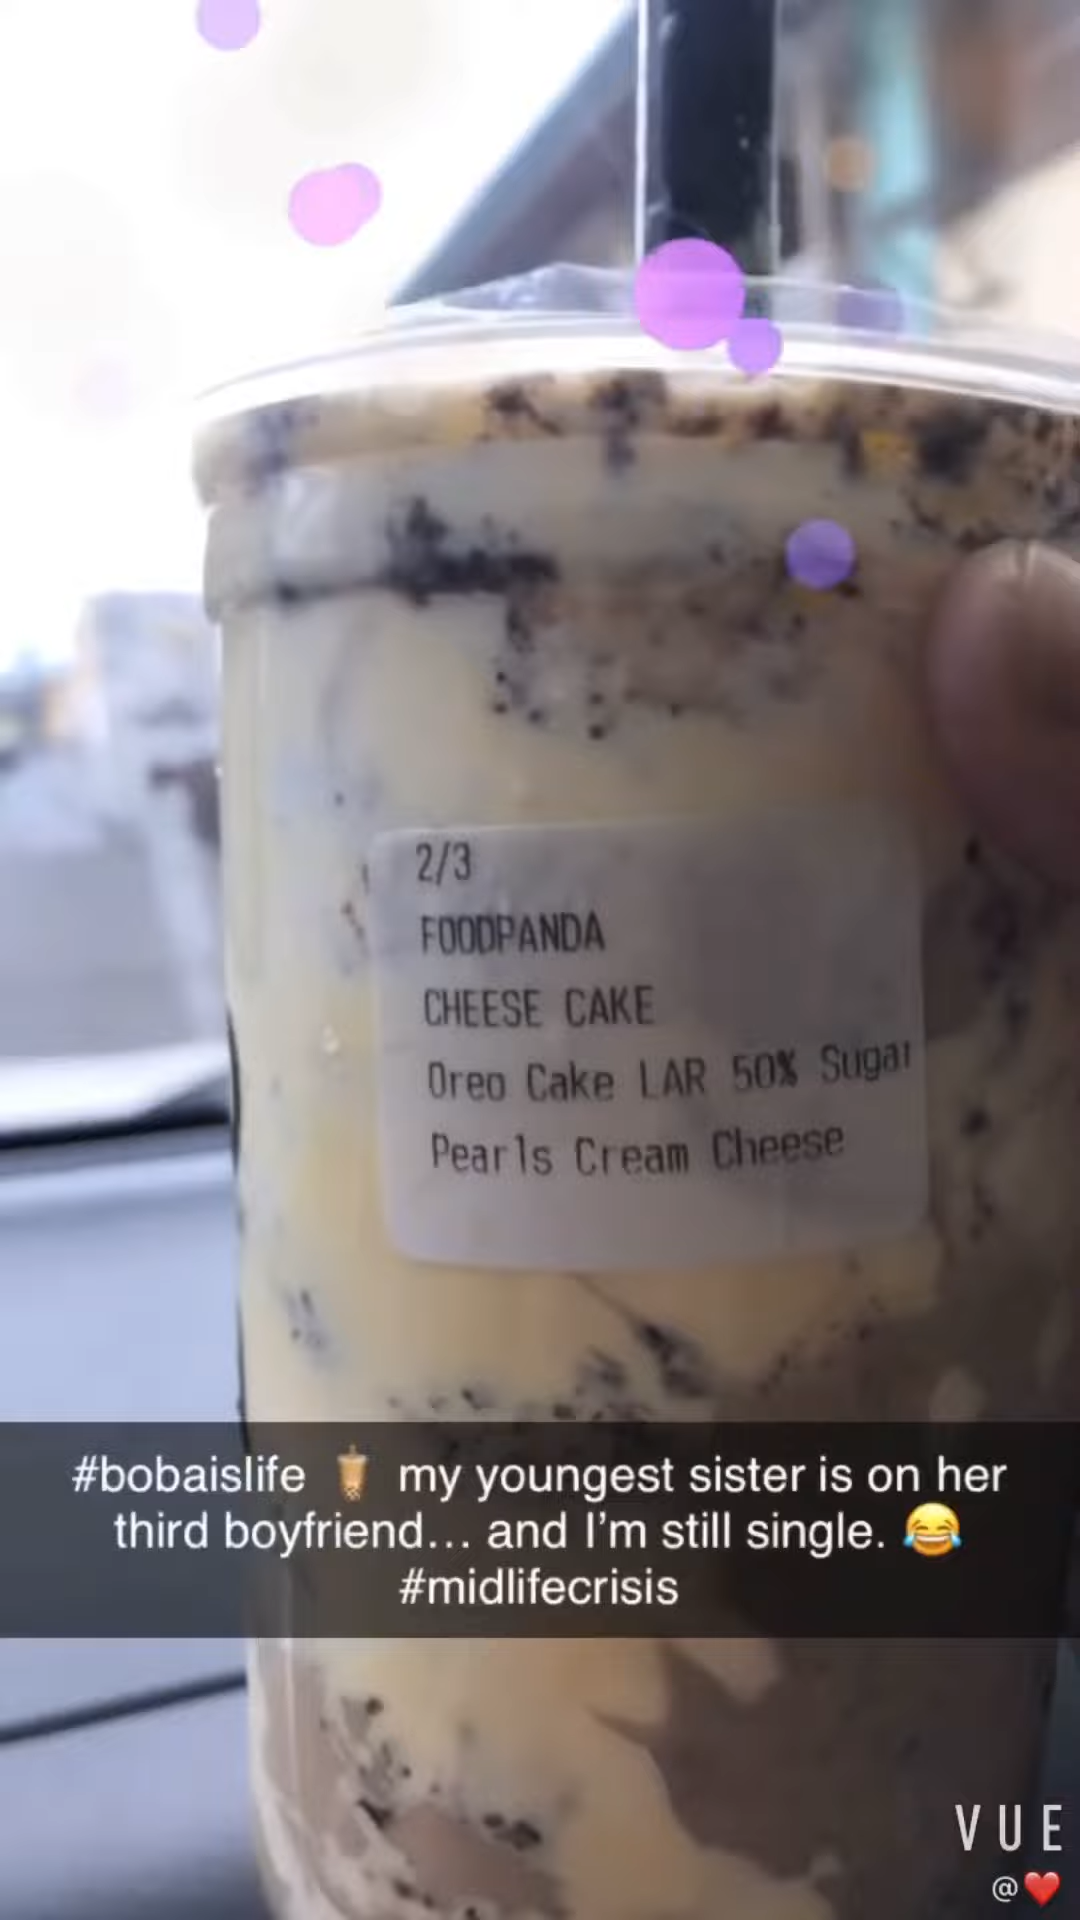 2/3
FOODPANDA
CHEESE CAKE
Oreo Cake LAR 50% Sugar
Pearls Cream Cheese
#bobaislife 🧋 my youngest sister is on her
third boyfriend… and I’m still single. 😂
#midlifecrisis
VUE
@❤️